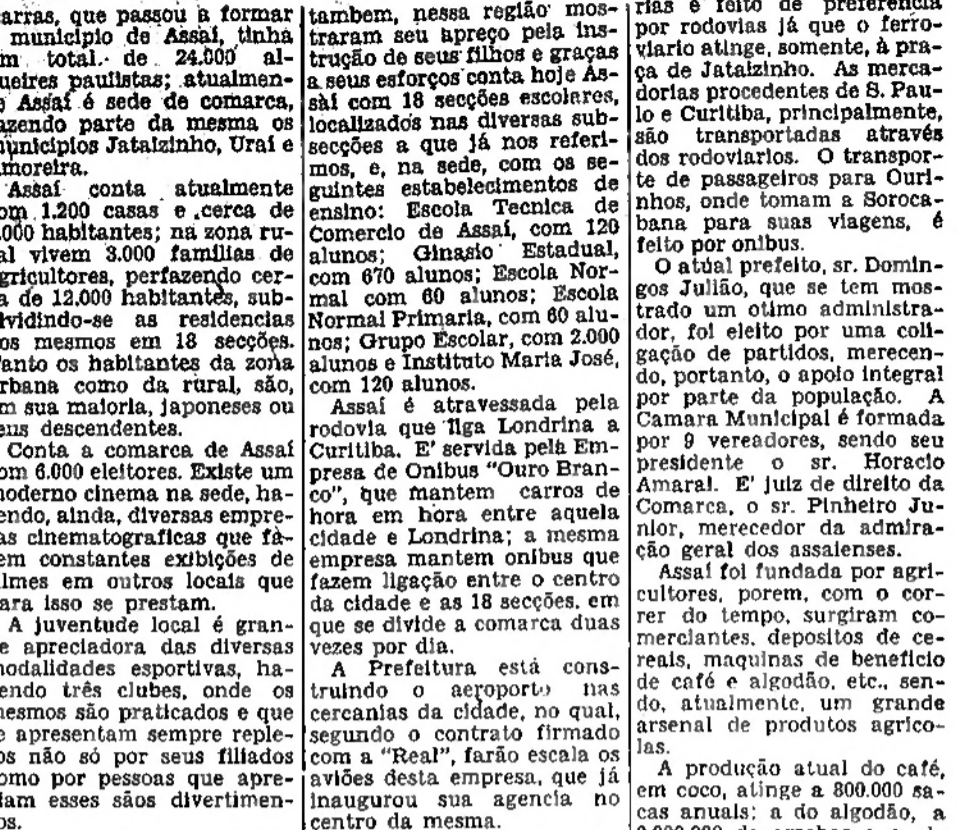 arras, que passou a formar
municipio de Assaí, tinha
m total. de 24.000 al-
ueires paulistas; atualmen-
e Assaí é sede de comarca,
azendo parte da mesma os
unicipios Jataizinho, Uraí e
moreira.
Assaí conta atualmente
om 1.200 casas e cerca de
.000 habitantes; na zona ru-
al vivem 3.000 familias de
gricultores, perfazendo cer-
a de 12.000 habitantes, sub-
ividindo-se as residencias
os mesmos em 18 secções.
anto os habitantes da zona
rbana como da rural, são,
m sua maioria, japoneses ou
eus descendentes.
Conta a comarca de Assaí
om 6.000 eleitores. Existe um
oderno cinema na sede, ha-
endo, ainda, diversas empre-
as cinematograficas que fa-
em constantes exibições de
ilmes em outros locais que
ara isso se prestam.
A juventude local é gran-
e apreciadora das diversas
odalidades esportivas, ha-
endo três clubes, onde os
esmos são praticados e que
e apresentam sempre reple-
os não só por seus filiados
omo por pessoas que apre-
iam esses sãos divertimen-
os.
tambem, nessa região mos-
traram seu apreço pela ins-
trução de seus filhos e graças
a seus esforços conta hoje As-
saí com 18 secções escolares,
localizados nas diversas sub-
secções a que já nos referi-
mos, e, na sede, com os se-
guintes estabelecimentos de
ensino: Escola Tecnica de
Comercio de Assaí, com 120
alunos; Ginasio Estadual,
com 670 alunos; Escola Nor-
mal com 60 alunos; Escola
Normal Primaria, com 60 alu-
nos; Grupo Escolar, com 2.000
alunos e Instituto Maria José,
com 120 alunos.
Assaí é atravessada pela
rodovia que liga Londrina a
Curitiba. E' servida pela Em-
presa de Onibus "Ouro Bran-
co", que mantem carros de
hora em hora entre aquela
cidade e Londrina; a mesma
empresa mantem onibus que
fazem ligação entre o centro
da cidade e as 18 secções, em
que se divide a comarca duas
vezes por dia.
A Prefeitura está cons-
truindo o aeroporto nas
cercanias da cidade, no qual,
segundo o contrato firmado
com a "Real", farão escala os
aviões desta empresa, que já
inaugurou sua agencia no
centro da mesma.
rias é feito de preferencia
por rodovias já que o ferro-
viario atinge, somente, à pra-
ça de Jataizinho. As merca-
dorias procedentes de S. Pau-
lo e Curitiba, principalmente,
são transportadas através
dos rodoviarios. O transpor-
te de passageiros para Ouri-
nhos, onde tomam a Soroca-
bana para suas viagens, é
feito por onibus.
O atual prefeito, sr. Domin-
gos Julião, que se tem mos-
trado um otimo administra-
dor, foi eleito por uma coli-
gação de partidos, merecen-
do, portanto, o apoio integral
por parte da população. A
Camara Municipal é formada
por 9 vereadores, sendo seu
presidente o sr. Horacio
Amaral. E' juiz de direito da
Comarca, o sr. Pinheiro Ju-
nior, merecedor da admira-
ção geral dos assaienses.
Assaí foi fundada por agri-
cultores, porem, com o cor-
rer do tempo, surgiram co-
merciantes, depositos de ce-
reais, maquinas de beneficio
de café e algodão, etc., sen-
do, atualmente, um grande
arsenal de produtos agrico-
las.
A produção atual do café,
em coco, atinge a 800.000 sa-
cas anuais; a do algodão, a